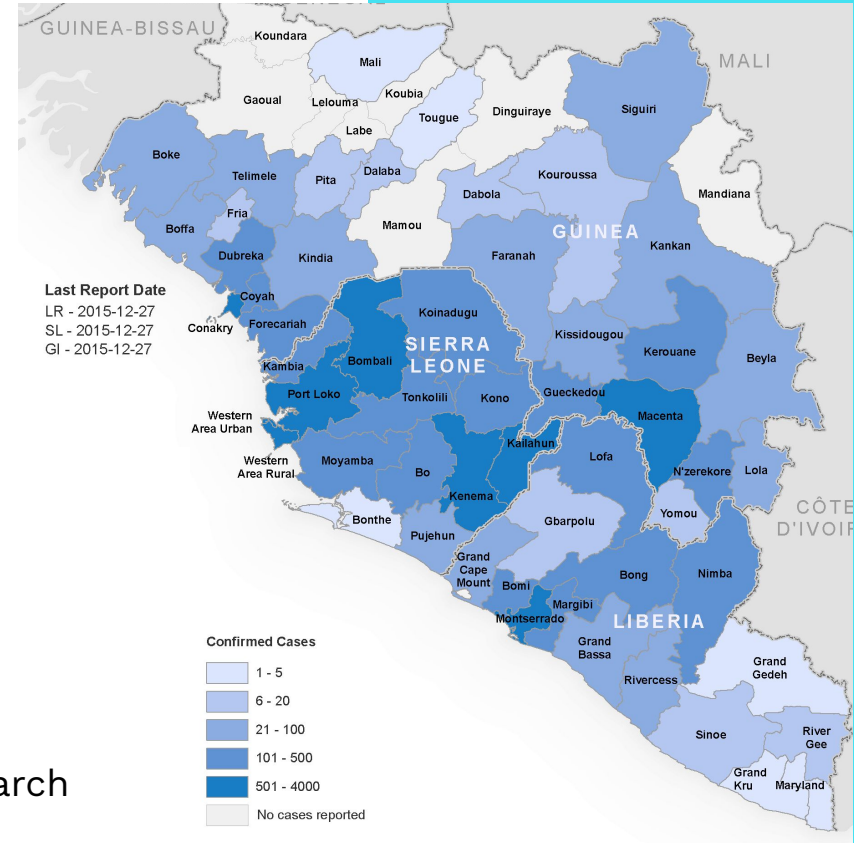 GUINEA-BISSAU
Koundara
Mali
MALI
Koubia
Gaoual
Lelouma
Tougue
Dinguiraye
Siguiri
Labe
Boke
Telimele
Pita
Dalaba
Kouroussa
Dabola
Mandiana
Fria
Boffa
Mamou
GUINEA
Kankan
Dubreka
Kindia
Faranah
Last Report Date
LR - 2015-12-27
SL - 2015-12-27
GI - 2015-12-27
Coyah
Conakry
Forecariah
Koinadugu
Kissidougou
SIERRA
LEONE
Kerouane
Beyla
Kambia
Bombali
Port Loko
Tonkolili
Kono
Gueckedou
Macenta
Western
Area Urban
Kailahun
Lofa
Western
Area Rural
Moyamba
Bo
N'zerekore
Lola
Kenema
Bonthe
Gbarpolu
Yomou
CÔTE
D'IVOIR
Pujehun
Grand
Cape
Mount
Bomi
Bong
Nimba
Margibi
Montserrado
LIBERIA
Grand
Bassa
Rivercess
Grand
Gedeh
Sinoe
River
Gee
Grand
Kru
Maryland
Confirmed Cases
1 - 5
6 - 20
21 - 100
101 - 500
501 - 4000
No cases reported
arch